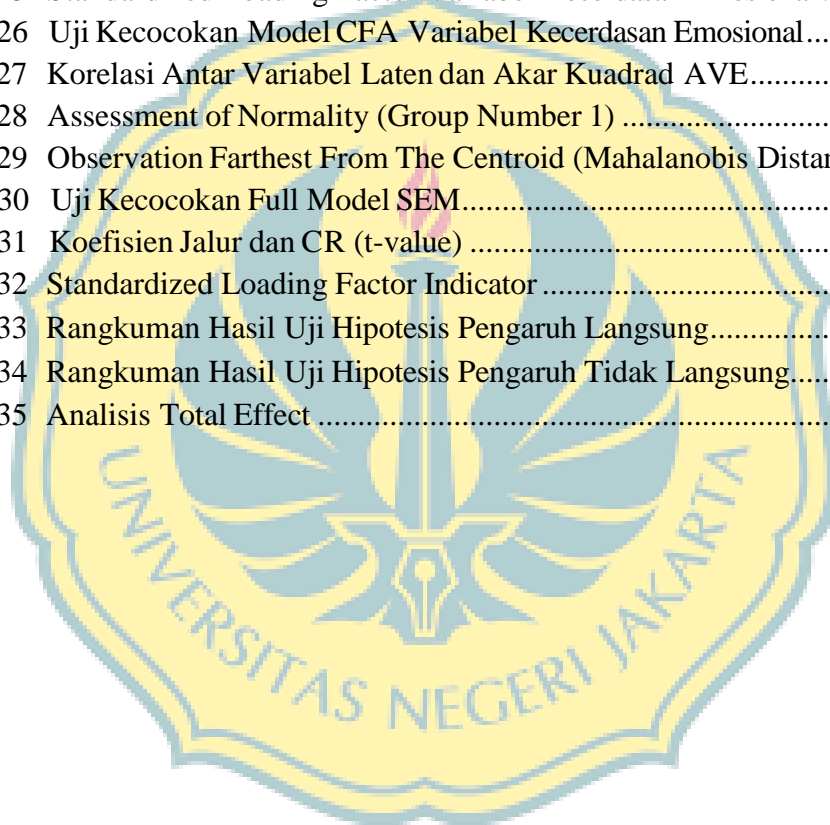 26 Uji Kecocokan Model CFA Variabel Kecerdasan Emosional...
27 Korelasi Antar Variabel Laten dan Akar Kuadrad AVE..........
28 Assessment of Normality (Group Number 1) ..........................
29 Observation Farthest From The Centroid (Mahalanobis Distan
30 Uji Kecocokan Full Model SEM..............................................
31 Koefisien Jalur dan CR (t-value) .............................................
32 Standardized Loading Factor Indicator ....................................
33 Rangkuman Hasil Uji Hipotesis Pengaruh Langsung...............
34 Rangkuman Hasil Uji Hipotesis Pengaruh Tidak Langsung.....
35 Analisis Total Effect ................................................................
UNIVERSITAS NEGERI JAKARTA